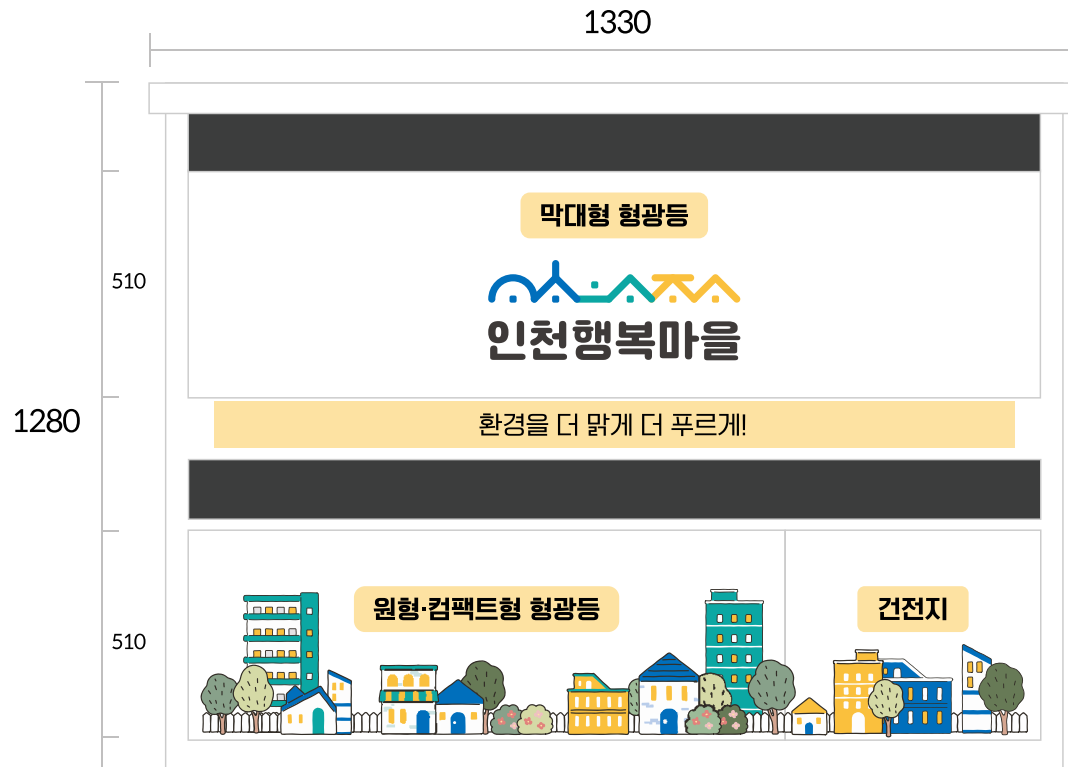 1330
막대형 형광등
510
인천행복마을
1280
환경을 더 맑게 더 푸르게!
원형·컴팩트형 형광등
건전지
510